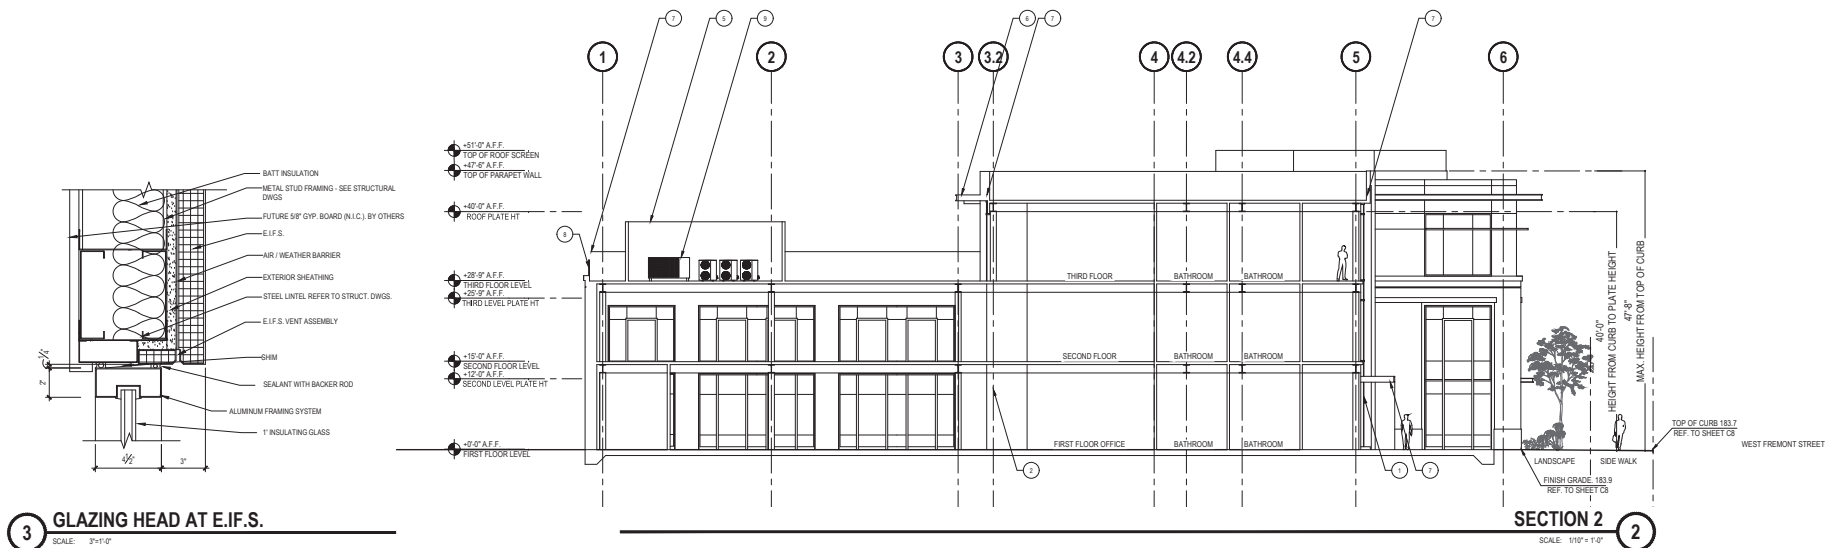 7
5
9
6
7
7
1
2
3
3.2
4
4.2
4.4
5
6
+51'-0" A.F.F.
TOP OF ROOF SCREEN
+47'-6" A.F.F.
TOP OF PARAPET WALL
+40'-0" A.F.F.
ROOF PLATE HT
+28'-9" A.F.F.
THIRD FLOOR LEVEL
+25'-9" A.F.F.
THIRD LEVEL PLATE HT
+15'-0" A.F.F.
SECOND FLOOR LEVEL
+12'-0" A.F.F.
SECOND LEVEL PLATE HT
+0'-0" A.F.F.
FIRST FLOOR LEVEL
BATT INSULATION
METAL STUD FRAMING - SEE STRUCTURAL
DWGS
FUTURE 5/8" GYP. BOARD (N.I.C.). BY OTHERS
E.I.F.S.
AIR / WEATHER BARRIER
EXTERIOR SHEATHING
STEEL LINTEL REFER TO STRUCT. DWGS.
E.I.F.S. VENT ASSEMBLY
SHIM
SEALANT WITH BACKER ROD
ALUMINUM FRAMING SYSTEM
1' INSULATING GLASS
1/4"
2"
4½"
3"
8
THIRD FLOOR
BATHROOM
BATHROOM
SECOND FLOOR
BATHROOM
BATHROOM
FIRST FLOOR OFFICE
BATHROOM
BATHROOM
2
1
7
40'-0"
HEIGHT FROM CURB TO PLATE HEIGHT
47'-8"
MAX. HEIGHT FROM TOP OF CURB
TOP OF CURB 183.7
REF. TO SHEET C8
WEST FREMONT STREET
LANDSCAPE
SIDE WALK
FINISH GRADE. 183.9
REF. TO SHEET C8
3
GLAZING HEAD AT E.IF.S.
SCALE: 3"=1'-0"
SECTION 2
2
SCALE: 1/10" = 1'-0"